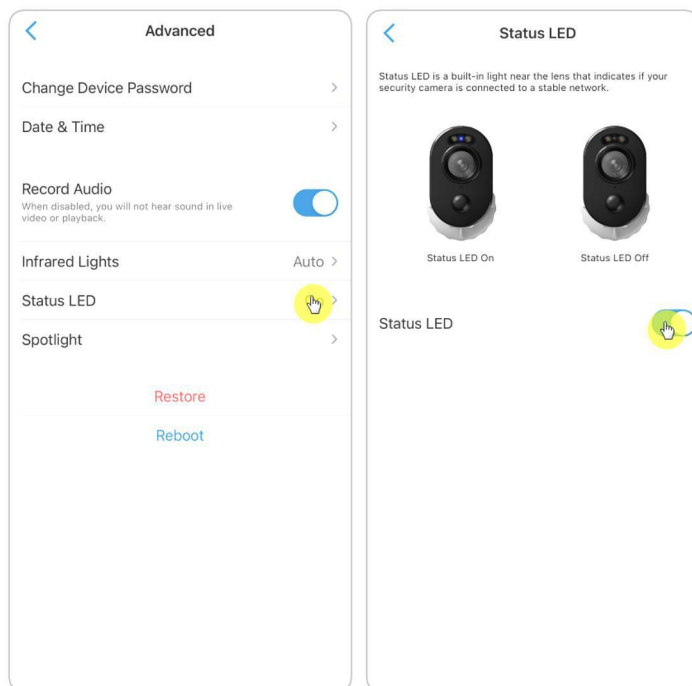 Advanced
Change Device Password
Date & Time
Record Audio
When disabled, you will not hear sound in live
video or playback.
Infrared Lights
Auto
Status LED
Spotlight
Restore
Reboot
Status LED
Status LED is a built-in light near the lens that indicates if your
security camera is connected to a stable network.
Status LED On
Status LED Off
Status LED